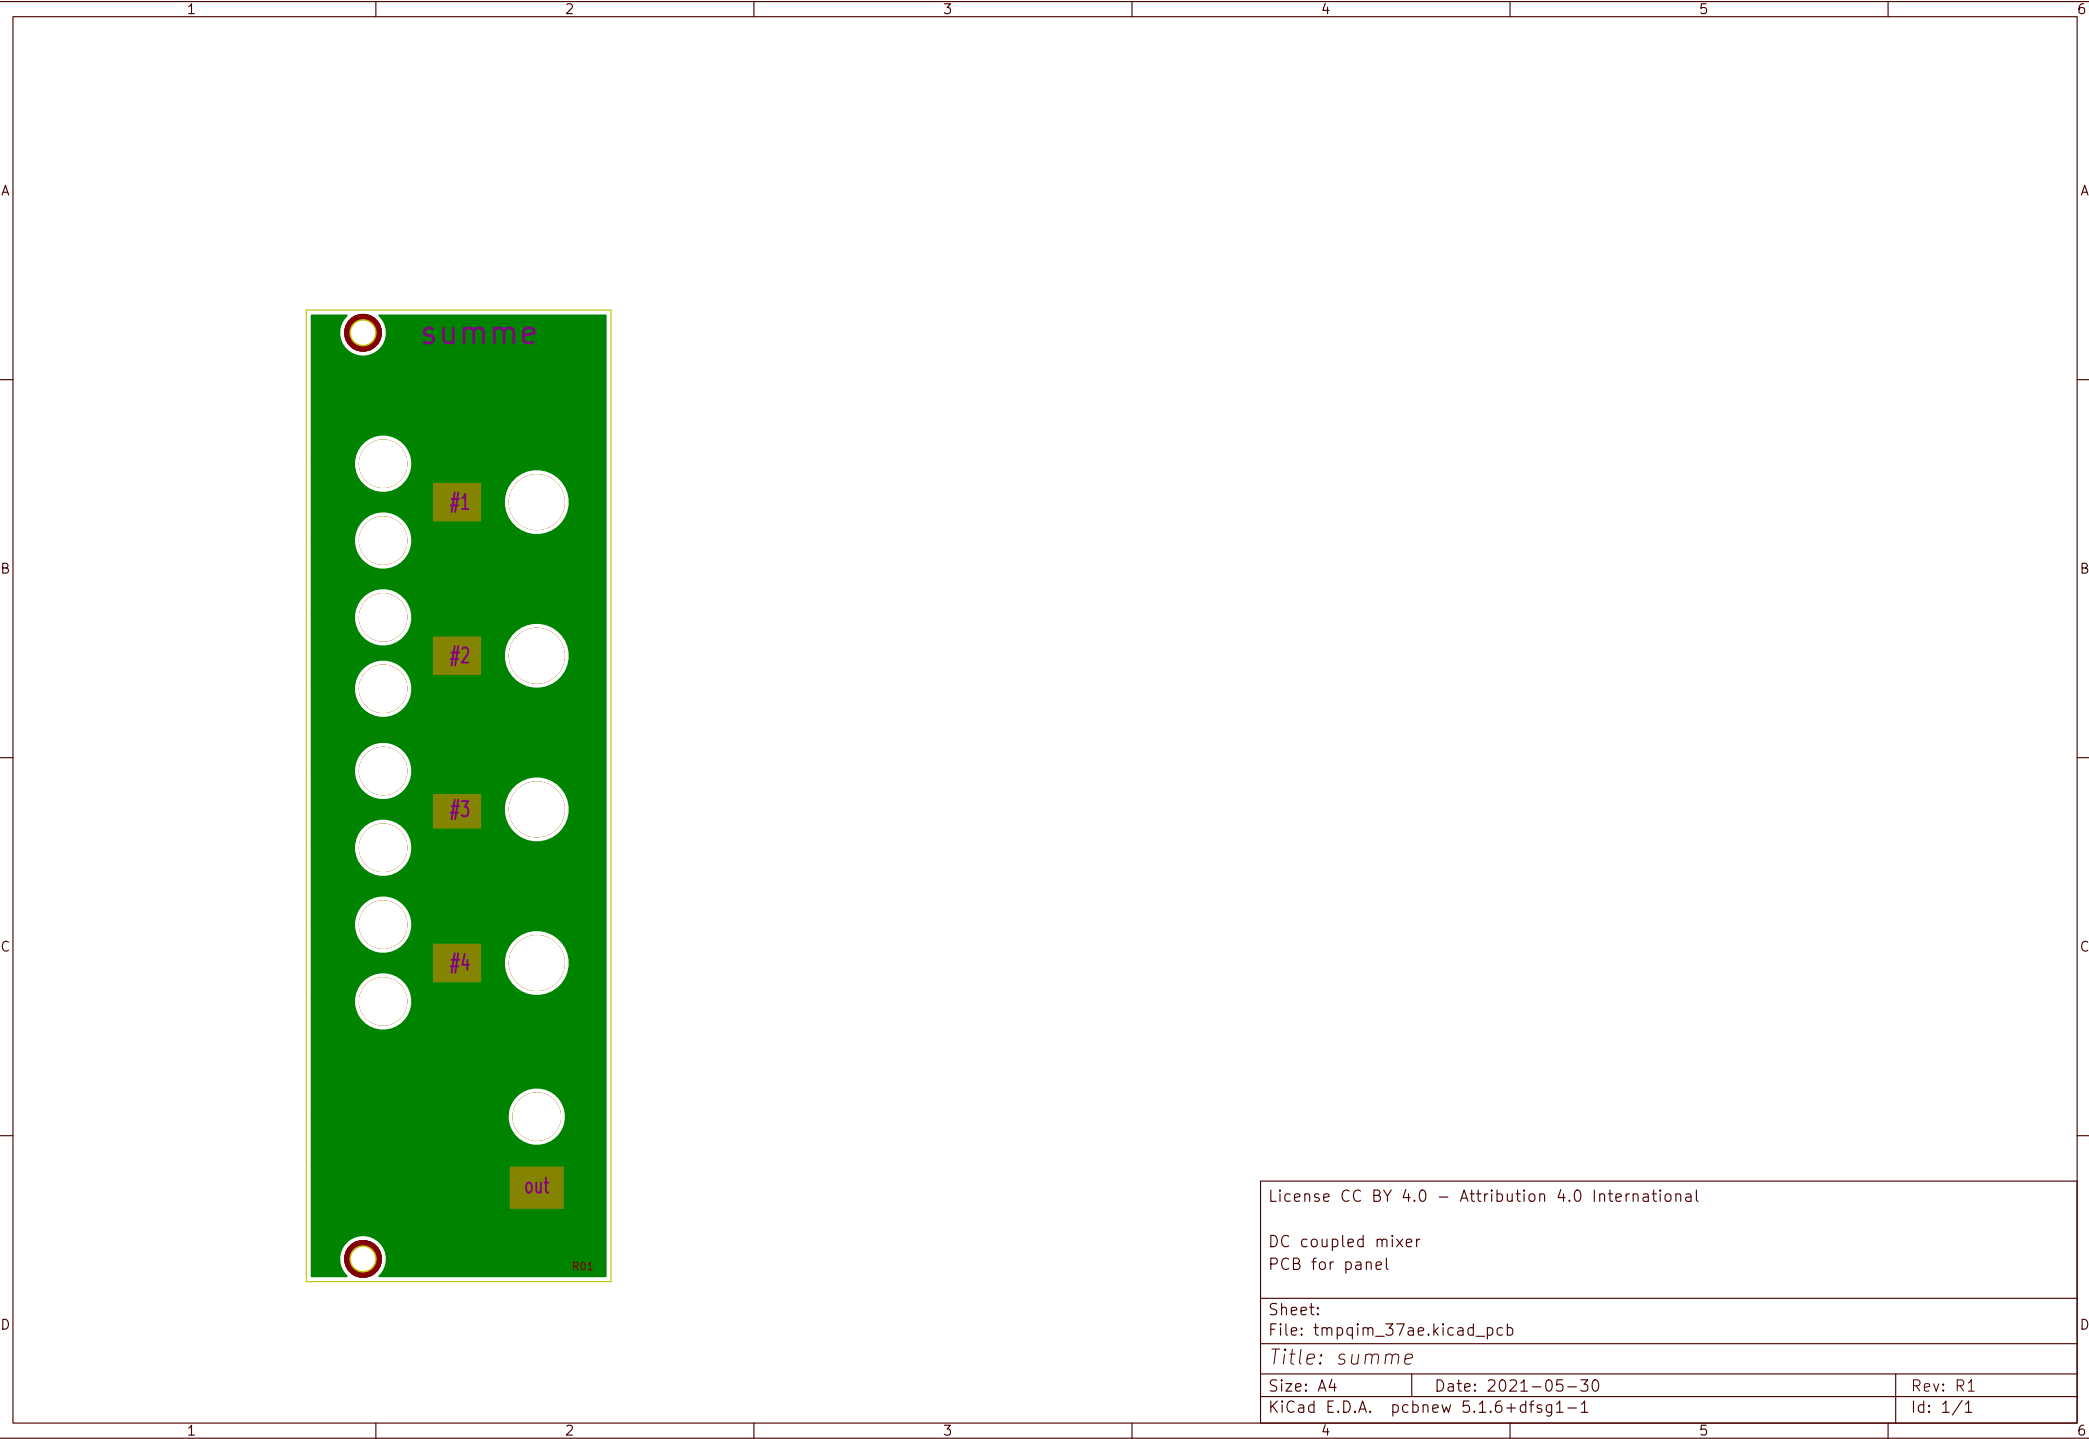 1 2 3 4 5 6
A A
B B
C C
D D
summe
#1
#2
#3
#4
out
R01
License CC BY 4.0 - Attribution 4.0 International
DC coupled mixer
PCB for panel
Sheet:
File: tmpqim_37ae.kicad_pcb
Title: summe
Size: A4 Date: 2021-05-30 Rev: R1
KiCad E.D.A. pcbnew 5.1.6+dfsg1-1 Id: 1/1
1 2 3 4 5 6